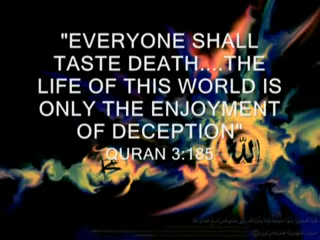 "EVERYONE SHALL
TASTE DEATH....THE
LIFE OF THIS WORLD IS
ONLY THE ENJOYMENT
OF DECEPTION"
QURAN 3:185